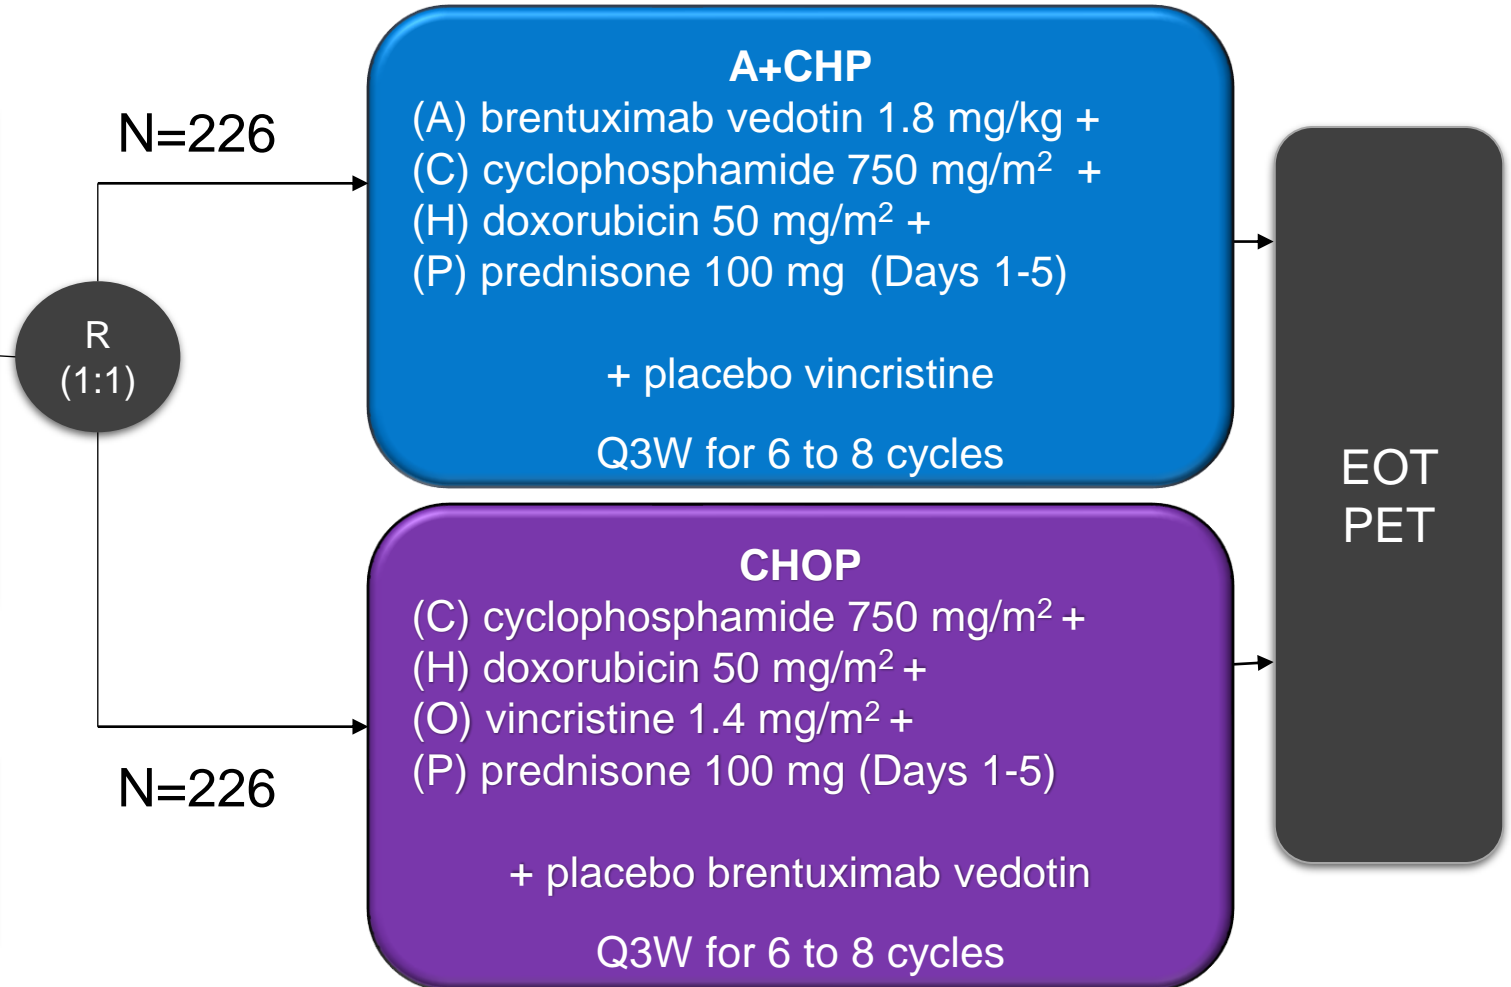 N=226
R
(1:1)
N=226
A+CHP
(A) brentuximab vedotin 1.8 mg/kg +
(C) cyclophosphamide 750 mg/m² +
(H) doxorubicin 50 mg/m² +
(P) prednisone 100 mg (Days 1-5)
+ placebo vincristine
Q3W for 6 to 8 cycles
CHOP
(C) cyclophosphamide 750 mg/m² +
(H) doxorubicin 50 mg/m² +
(O) vincristine 1.4 mg/m² +
(P) prednisone 100 mg (Days 1-5)
+ placebo brentuximab vedotin
Q3W for 6 to 8 cycles
EOT
PET